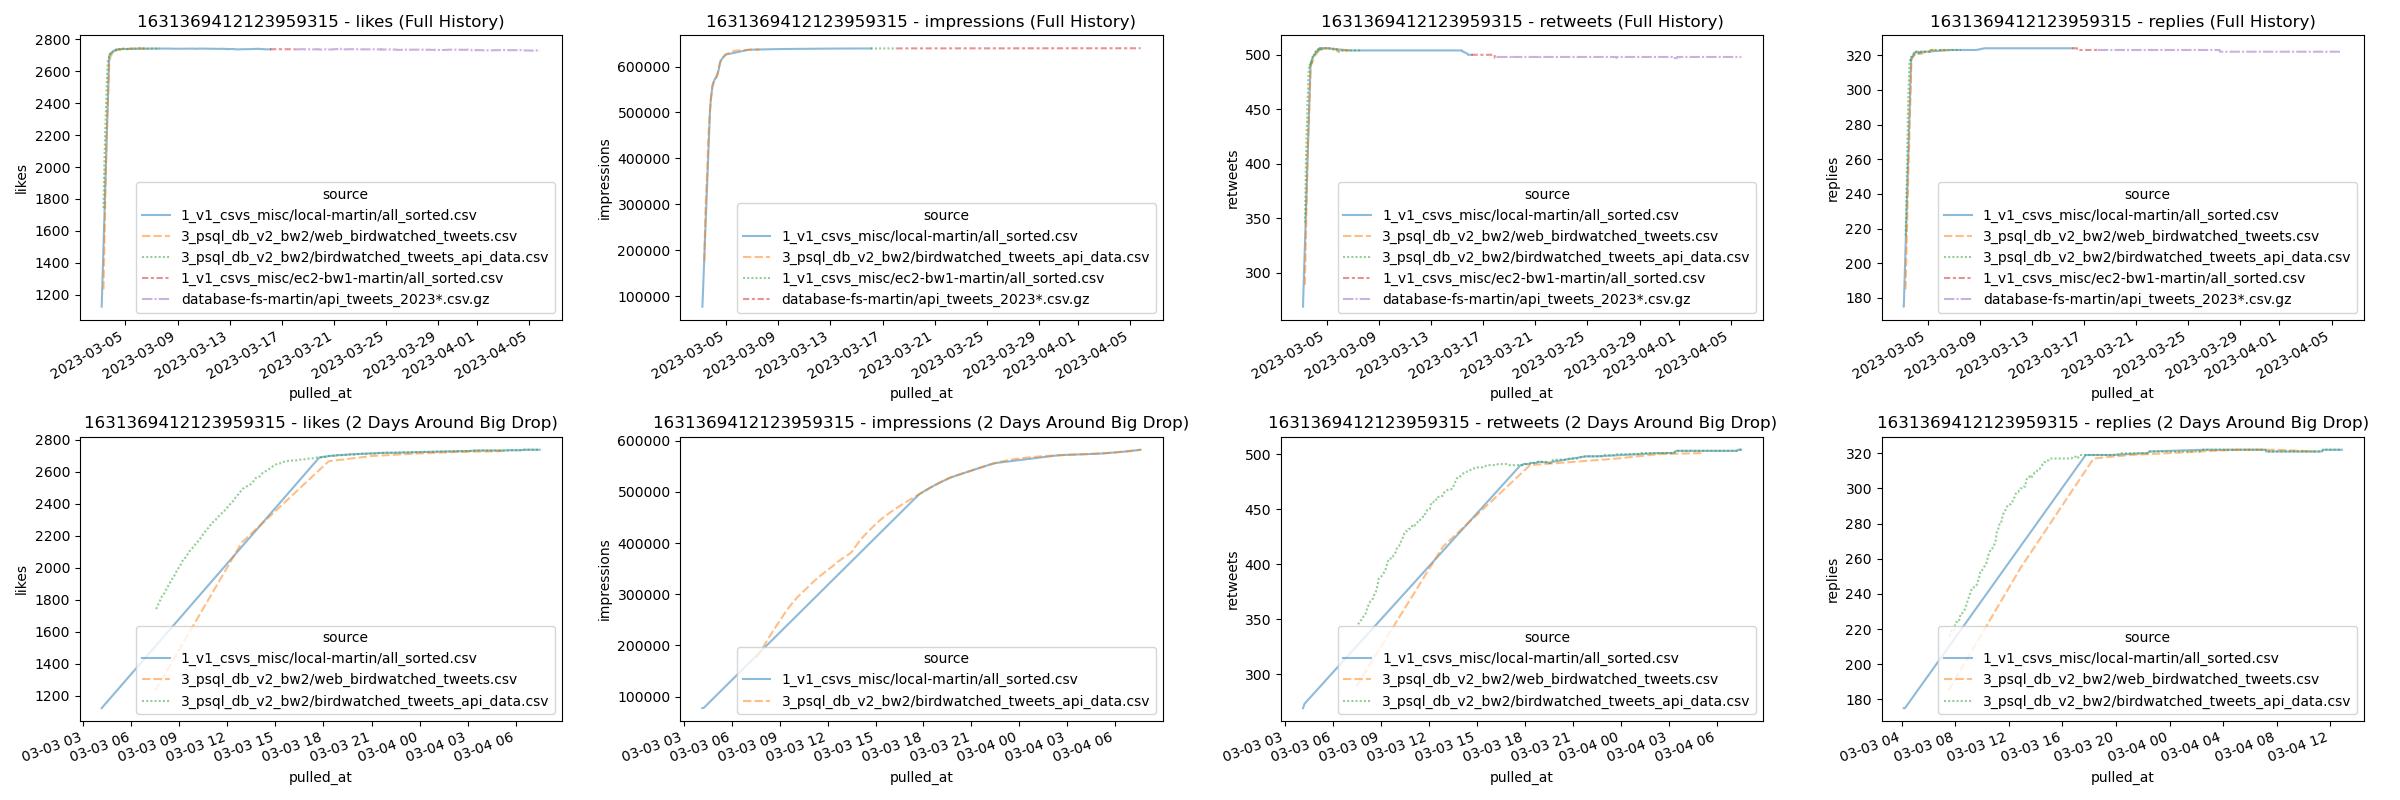 1631369412123959315 - likes (Full History)
likes
2800
2600
2400
2200
2000
1800
1600
1400
1200
source
1_v1_csvs_misc/local-martin/all_sorted.csv
3_psql_db_v2_bw2/web_birdwatched_tweets.csv
3_psql_db_v2_bw2/birdwatched_tweets_api_data.csv
1_v1_csvs_misc/ec2-bw1-martin/all_sorted.csv
database-fs-martin/api_tweets_2023*.csv.gz
2023-03-05
2023-03-09
2023-03-13
2023-03-17
2023-03-21
2023-03-25
2023-03-29
2023-04-01
2023-04-05
pulled_at
1631369412123959315 - impressions (Full History)
impressions
600000
500000
400000
300000
200000
100000
source
1_v1_csvs_misc/local-martin/all_sorted.csv
3_psql_db_v2_bw2/birdwatched_tweets_api_data.csv
1_v1_csvs_misc/ec2-bw1-martin/all_sorted.csv
database-fs-martin/api_tweets_2023*.csv.gz
2023-03-05
2023-03-09
2023-03-13
2023-03-17
2023-03-21
2023-03-25
2023-03-29
2023-04-01
2023-04-05
pulled_at
1631369412123959315 - retweets (Full History)
retweets
500
450
400
350
300
source
1_v1_csvs_misc/local-martin/all_sorted.csv
3_psql_db_v2_bw2/web_birdwatched_tweets.csv
3_psql_db_v2_bw2/birdwatched_tweets_api_data.csv
1_v1_csvs_misc/ec2-bw1-martin/all_sorted.csv
database-fs-martin/api_tweets_2023*.csv.gz
2023-03-05
2023-03-09
2023-03-13
2023-03-17
2023-03-21
2023-03-25
2023-03-29
2023-04-01
2023-04-05
pulled_at
1631369412123959315 - replies (Full History)
replies
320
300
280
260
240
220
200
180
source
1_v1_csvs_misc/local-martin/all_sorted.csv
3_psql_db_v2_bw2/web_birdwatched_tweets.csv
3_psql_db_v2_bw2/birdwatched_tweets_api_data.csv
1_v1_csvs_misc/ec2-bw1-martin/all_sorted.csv
database-fs-martin/api_tweets_2023*.csv.gz
2023-03-05
2023-03-09
2023-03-13
2023-03-17
2023-03-21
2023-03-25
2023-03-29
2023-04-01
2023-04-05
pulled_at
1631369412123959315 - likes (2 Days Around Big Drop)
likes
2800
2600
2400
2200
2000
1800
1600
1400
1200
source
1_v1_csvs_misc/local-martin/all_sorted.csv
3_psql_db_v2_bw2/web_birdwatched_tweets.csv
3_psql_db_v2_bw2/birdwatched_tweets_api_data.csv
03-03 03
03-03 06
03-03 09
03-03 12
03-03 15
03-03 18
03-03 21
03-04 00
03-04 03
03-04 06
pulled_at
1631369412123959315 - impressions (2 Days Around Big Drop)
impressions
600000
500000
400000
300000
200000
100000
source
1_v1_csvs_misc/local-martin/all_sorted.csv
3_psql_db_v2_bw2/birdwatched_tweets_api_data.csv
03-03 03
03-03 06
03-03 09
03-03 12
03-03 15
03-03 18
03-03 21
03-04 00
03-04 03
03-04 06
pulled_at
1631369412123959315 - retweets (2 Days Around Big Drop)
retweets
500
450
400
350
300
source
1_v1_csvs_misc/local-martin/all_sorted.csv
3_psql_db_v2_bw2/web_birdwatched_tweets.csv
3_psql_db_v2_bw2/birdwatched_tweets_api_data.csv
03-03 03
03-03 06
03-03 09
03-03 12
03-03 15
03-03 18
03-03 21
03-04 00
03-04 03
03-04 06
pulled_at
1631369412123959315 - replies (2 Days Around Big Drop)
replies
320
300
280
260
240
220
200
180
source
1_v1_csvs_misc/local-martin/all_sorted.csv
3_psql_db_v2_bw2/web_birdwatched_tweets.csv
3_psql_db_v2_bw2/birdwatched_tweets_api_data.csv
03-03 04
03-03 08
03-03 12
03-03 16
03-03 20
03-04 00
03-04 04
03-04 08
03-04 12
pulled_at